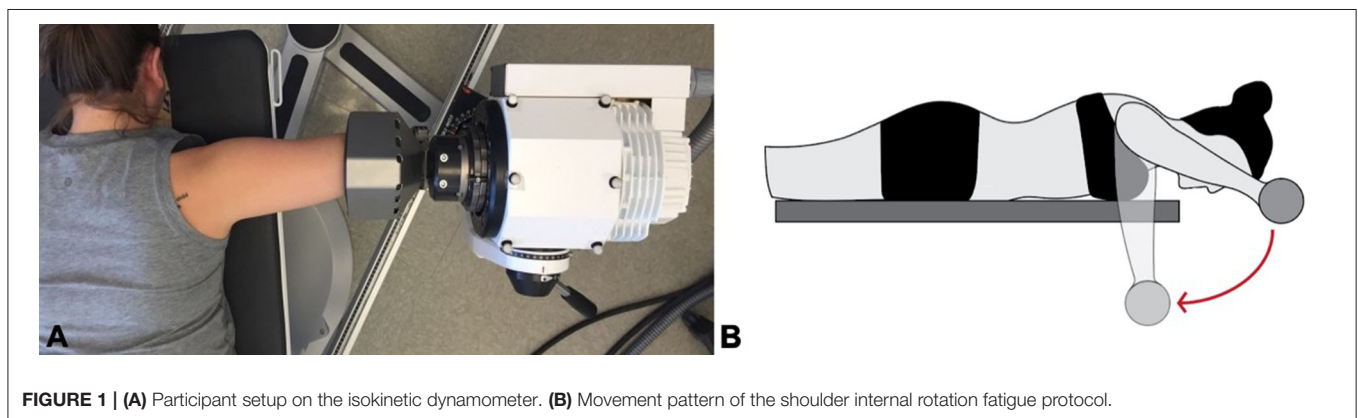 A
B
FIGURE 1 | (A) Participant setup on the isokinetic dynamometer. (B) Movement pattern of the shoulder internal rotation fatigue protocol.